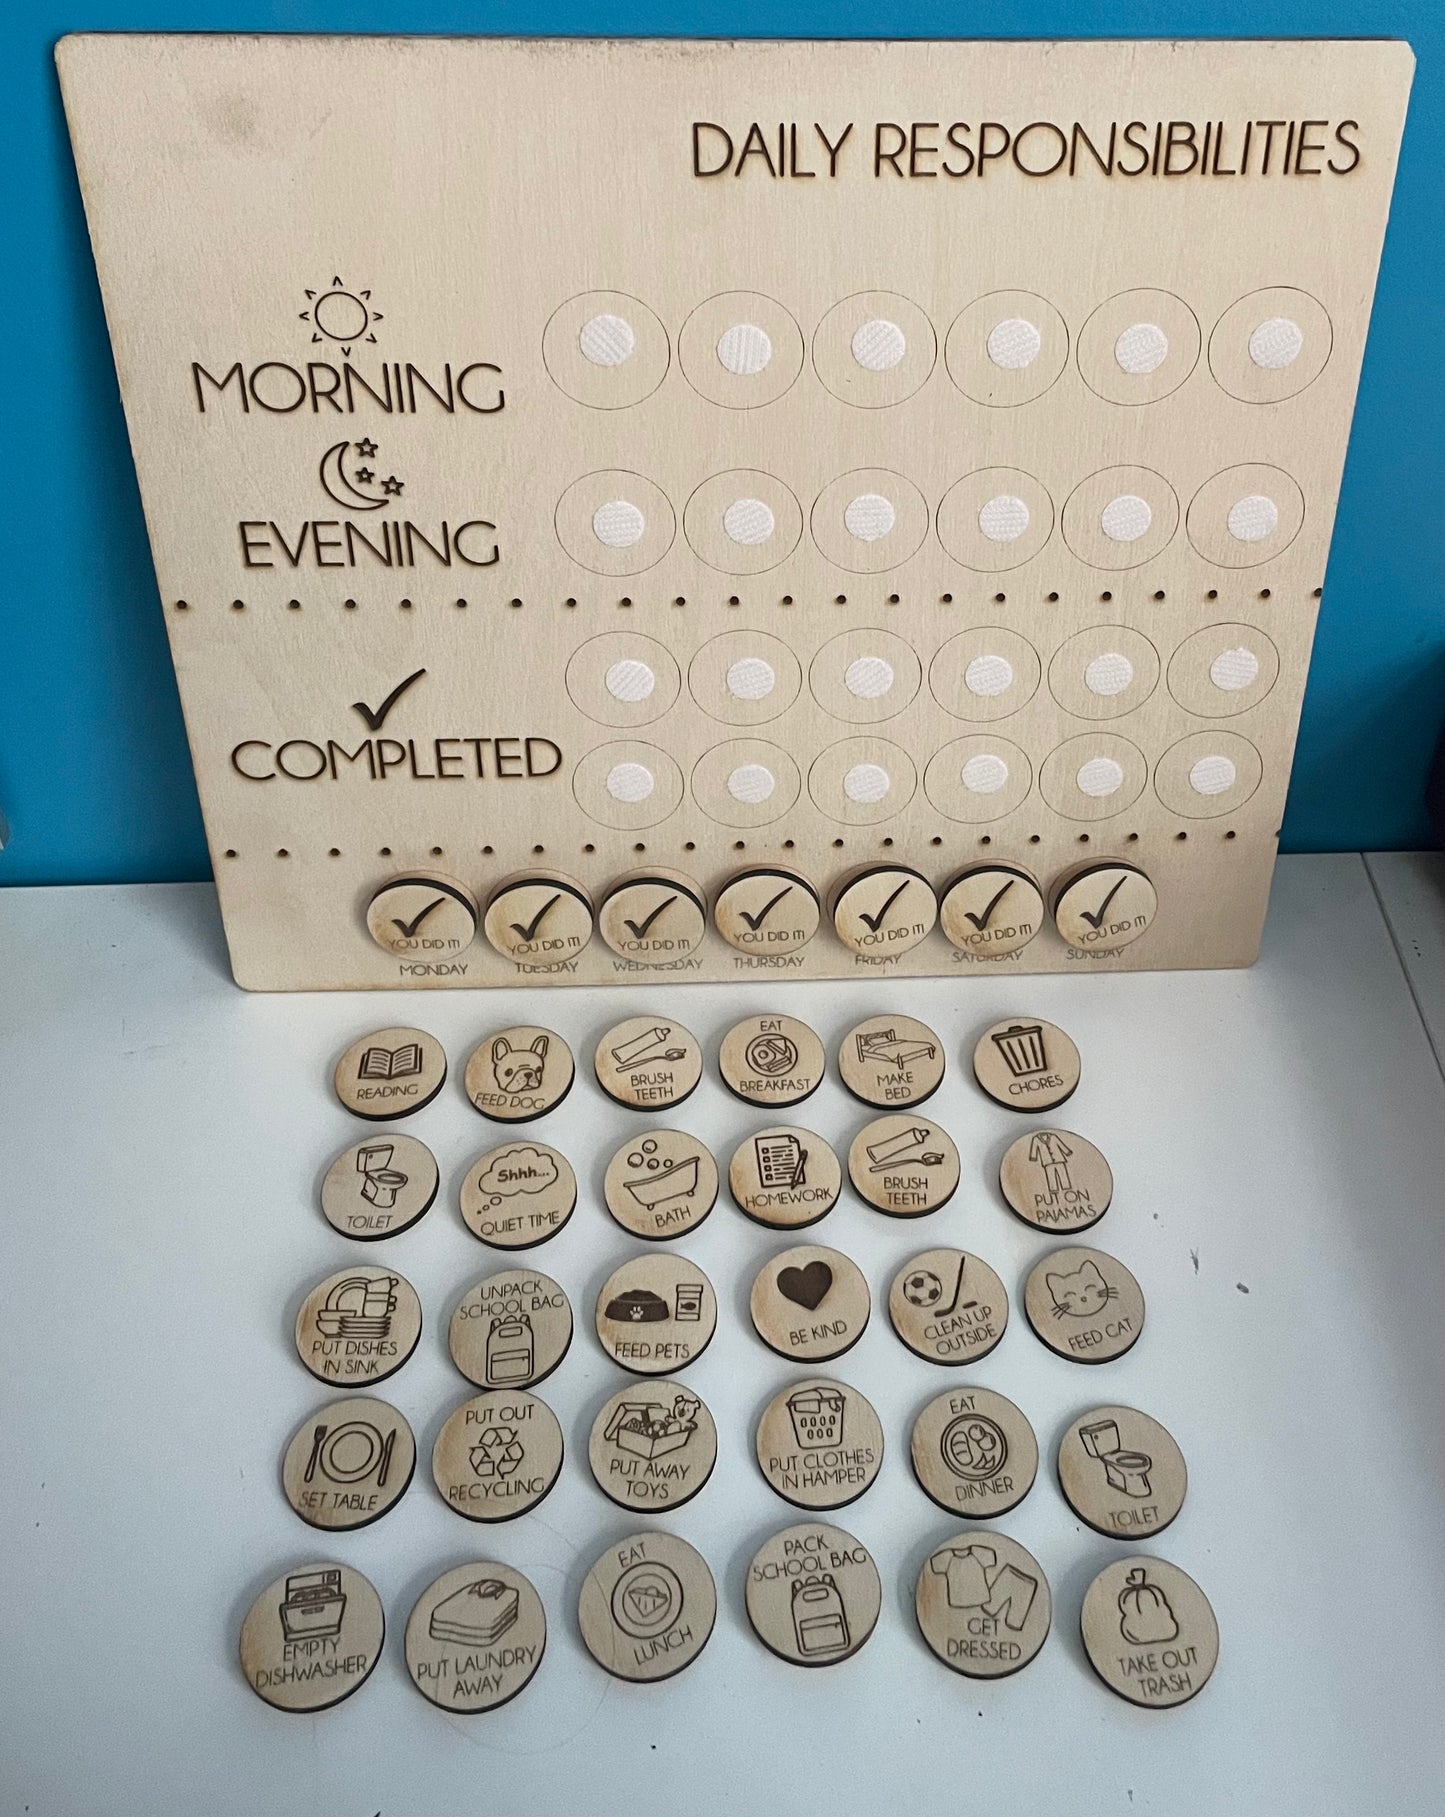 DAILY RESPONSIBILITIES
MORNING
EVENING
COMPLETED
YOU DID IT!
YOU DID IT!
YOU DID IT!
YOU DID IT!
YOU DID IT!
YOU DID IT!
YOU DID IT!
MONDAY
TUESDAY
WEDNESDAY
THURSDAY
FRIDAY
SATURDAY
SUNDAY
READING
FEED DOG
BRUSH
TEETH
EAT
BREAKFAST
MAKE
BED
CHORES
TOILET
Shhh...
QUIET TIME
BATH
HOMEWORK
BRUSH
TEETH
PUT ON
PAJAMAS
PUT DISHES
IN SINK
UNPACK
SCHOOL BAG
FEED PETS
BE KIND
CLEAN UP
OUTSIDE
FEED CAT
SET TABLE
PUT OUT
RECYCLING
PUT AWAY
TOYS
PUT CLOTHES
IN HAMPER
EAT
DINNER
TOILET
EMPTY
DISHWASHER
PUT LAUNDRY
AWAY
EAT
LUNCH
PACK
SCHOOL BAG
GET
DRESSED
TAKE OUT
TRASH